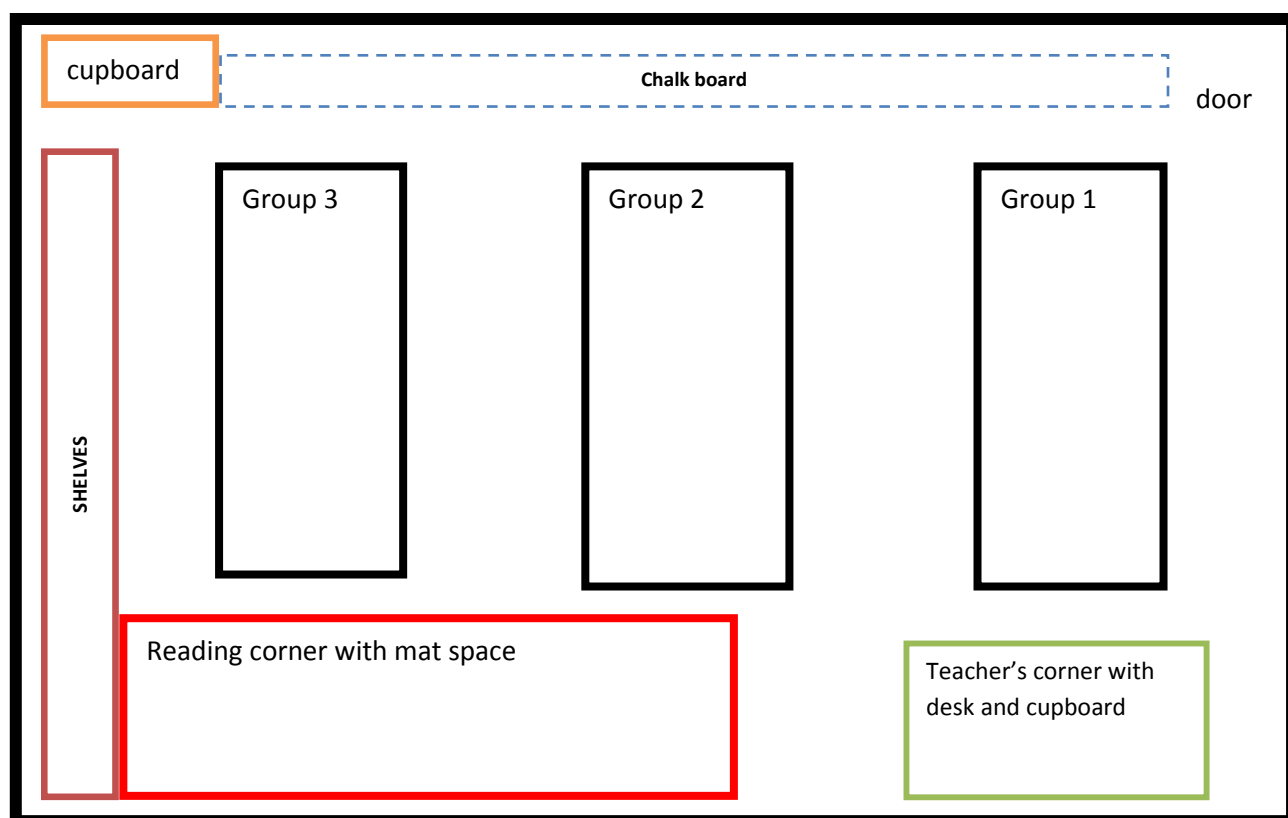 cupboard
Chalk board
door
Group 3
Group 2
Group 1
SHELVES
Reading corner with mat space
Teacher’s corner with
desk and cupboard